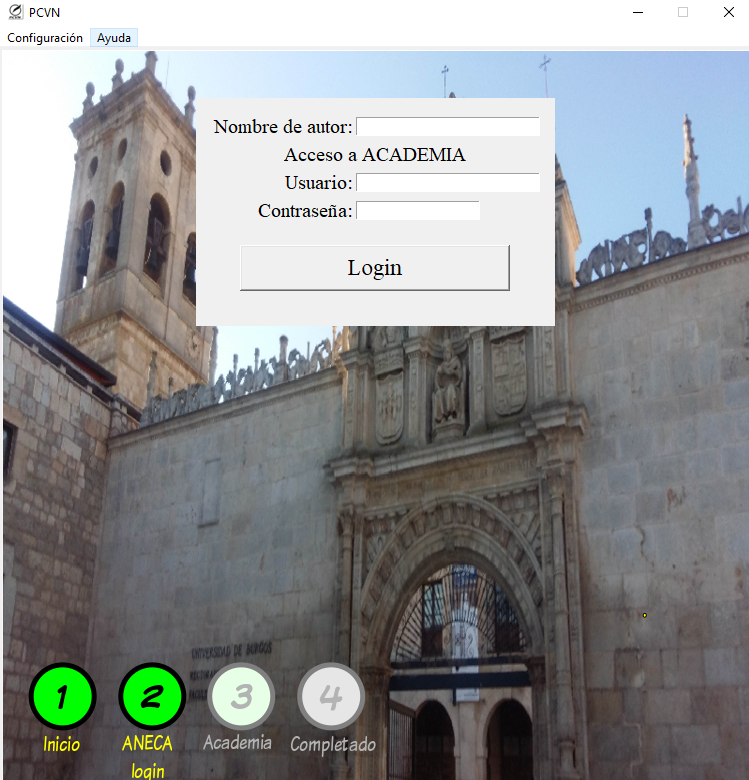 PCVN
Configuración Ayuda
Nombre de autor:
Acceso a ACADEMIA
Usuario:
Contraseña:
Login
UNIVERSIDAD DE BURGOS
1 2 3 4
Inicio ANECA login Academia Completado